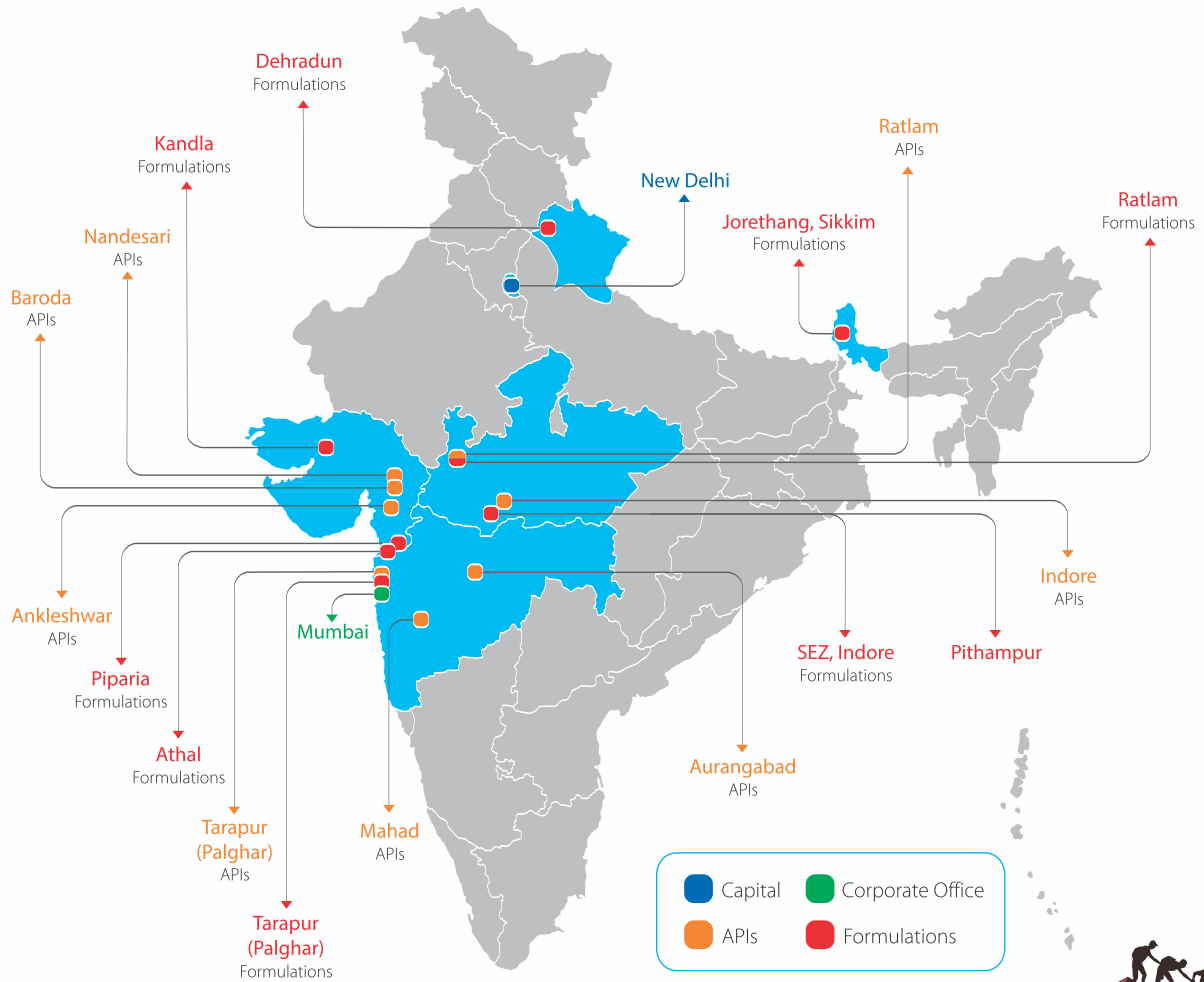 Dehradun
Formulations
Kandla
Formulations
Nandesari
APIs
Baroda
APIs
New Delhi
Ratlam
APIs
Jorethang, Sikkim
Formulations
Ratlam
Formulations
Ankleshwar
APIs
Mumbai
Piparia
Formulations
Athal
Formulations
Tarapur
(Palghar)
APIs
Tarapur
(Palghar)
Formulations
Mahad
APIs
Aurangabad
APIs
SEZ, Indore
Formulations
Pithampur
Indore
APIs
Capital
Corporate Office
APIs
Formulations